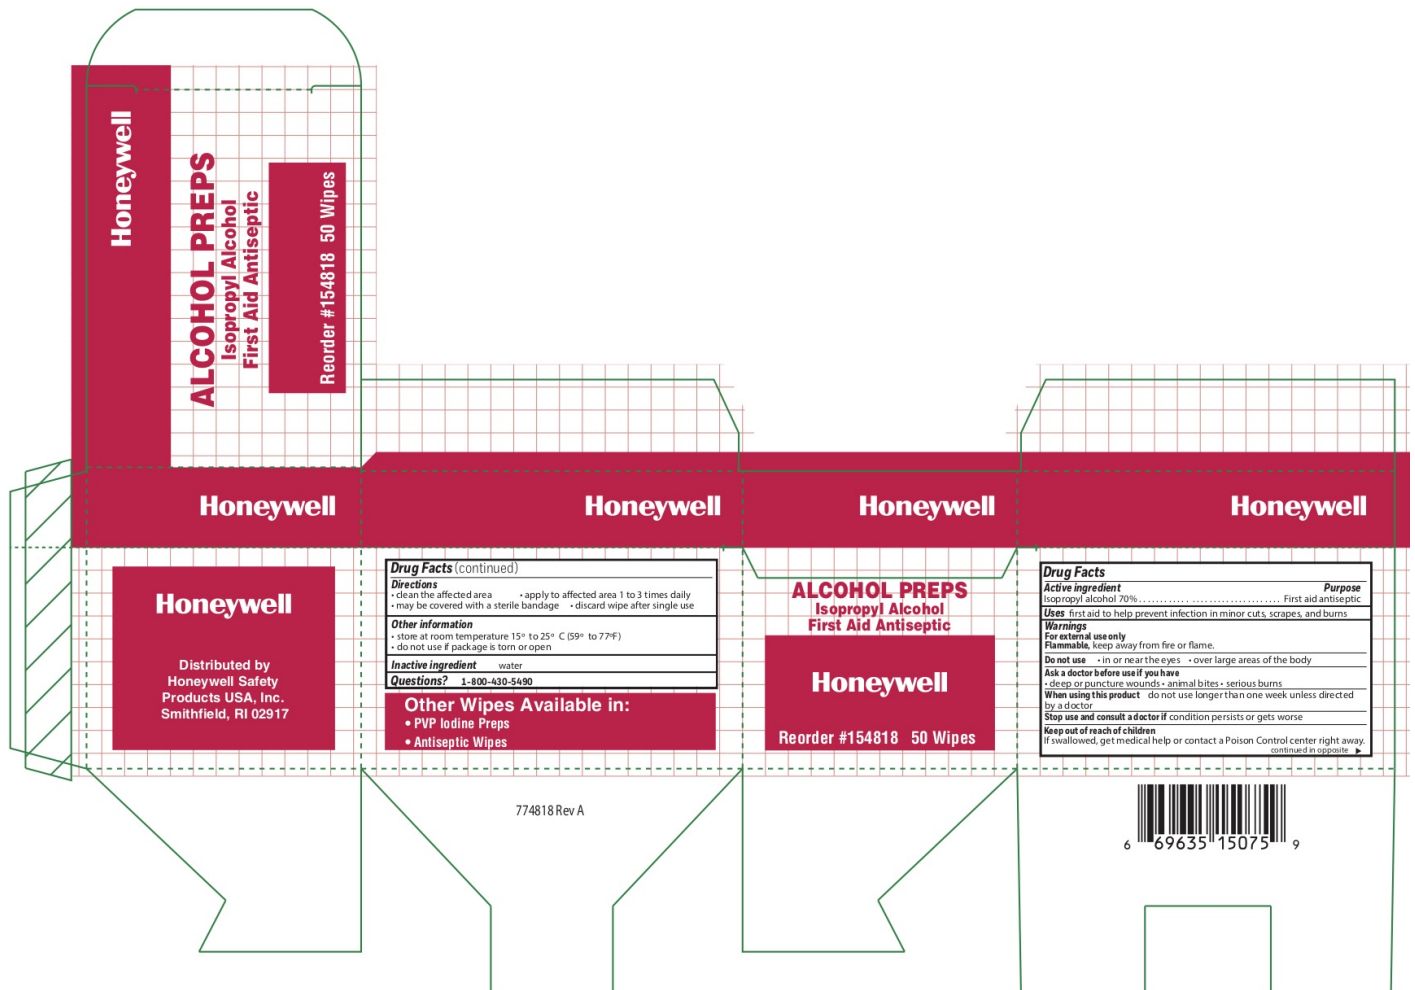 Honeywell
ALCOHOL PREPS
Isopropyl Alcohol
First Aid Antiseptic
Reorder #154818 50 Wipes
Honeywell
Honeywell
Honeywell
Honeywell
Honeywell
Distributed by
Honeywell Safety
Products USA, Inc.
Smithfield, RI 02917
Drug Facts (continued)
Directions
• clean the affected area • apply to affected area 1 to 3 times daily
• may be covered with a sterile bandage • discard wipe after single use
Other information
• store at room temperature 15º to 25º C (59º to 77ºF)
• do not use if package is torn or open
Inactive ingredient water
Questions? 1-800-430-5490
Other Wipes Available in:
• PVP Iodine Preps
• Antiseptic Wipes
774818 Rev A
ALCOHOL PREPS
Isopropyl Alcohol
First Aid Antiseptic
Honeywell
Reorder #154818 50 Wipes
Drug Facts
Active ingredient Purpose
Isopropyl alcohol 70% . . . . . . . . . . . . . . . . . . . . . . . . . . . . First aid antiseptic
Uses first aid to help prevent infection in minor cuts, scrapes, and burns
Warnings
For external use only
Flammable, keep away from fire or flame.
Do not use • in or near the eyes • over large areas of the body
Ask a doctor before use if you have
• deep or puncture wounds • animal bites • serious burns
When using this product do not use longer than one week unless directed
by a doctor
Stop use and consult a doctor if condition persists or gets worse
Keep out of reach of children
If swallowed, get medical help or contact a Poison Control center right away.
continued in opposite ▶
6 69635 15075 9